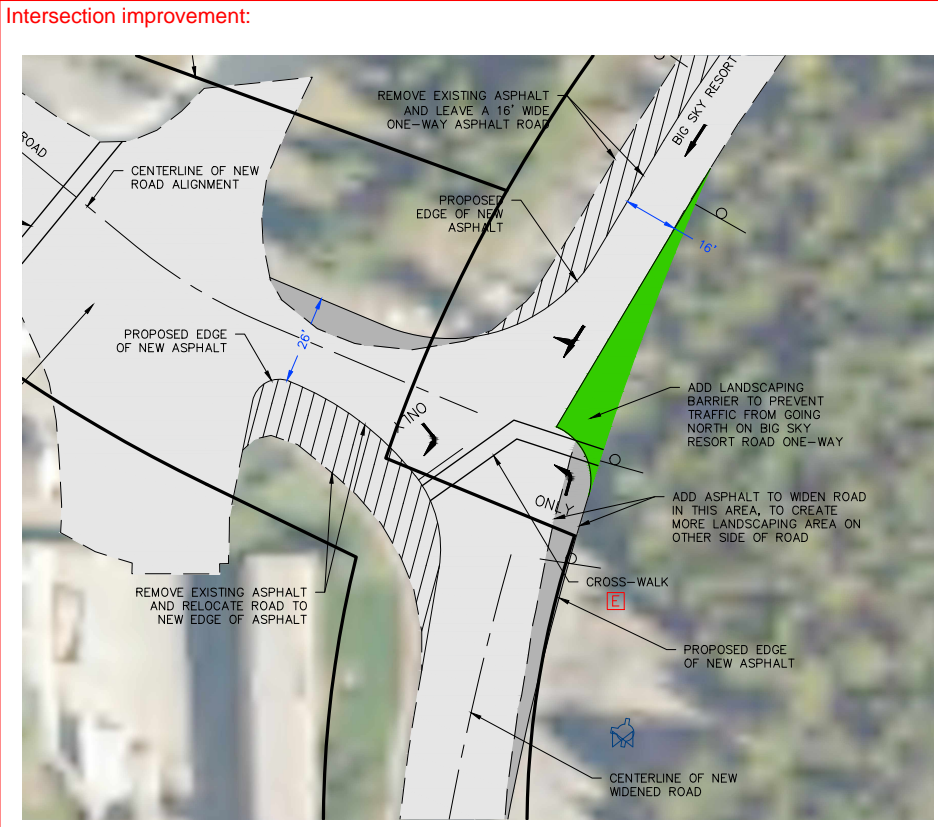 Intersection improvement:
REMOVE EXISTING ASPHALT
AND LEAVE A 16' WIDE
ONE-WAY ASPHALT ROAD
BIG SKY RESORT
ROAD
CENTERLINE OF NEW
ROAD ALIGNMENT
PROPOSED
EDGE OF NEW
ASPHALT
16'
PROPOSED EDGE
OF NEW ASPHALT
26'
ADD LANDSCAPING
BARRIER TO PREVENT
TRAFFIC FROM GOING
NORTH ON BIG SKY
RESORT ROAD ONE-WAY
ONLY
ADD ASPHALT TO WIDEN ROAD
IN THIS AREA, TO CREATE
MORE LANDSCAPING AREA ON
OTHER SIDE OF ROAD
REMOVE EXISTING ASPHALT
AND RELOCATE ROAD TO
NEW EDGE OF ASPHALT
CROSS-WALK
E
PROPOSED EDGE
OF NEW ASPHALT
CENTERLINE OF NEW
WIDENED ROAD